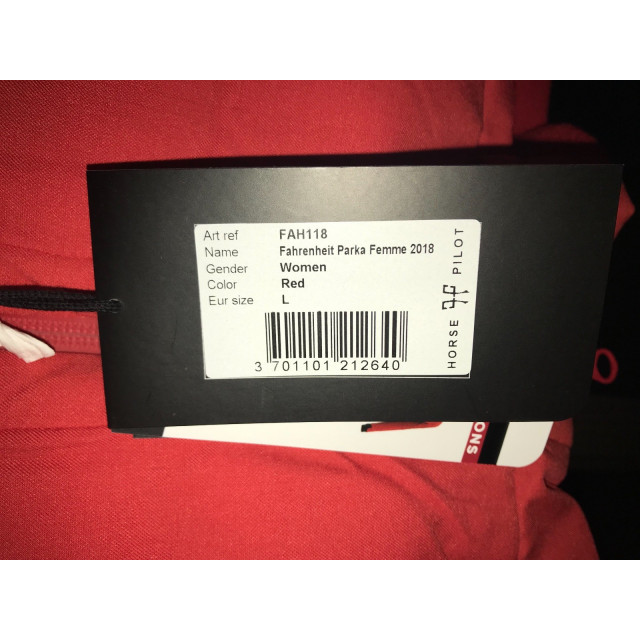 Art ref FAH118
Name Fahrenheit Parka Femme 2018
Gender Women
Color Red
Eur size L
3 701101 212640
HORSE PILOT
ONS